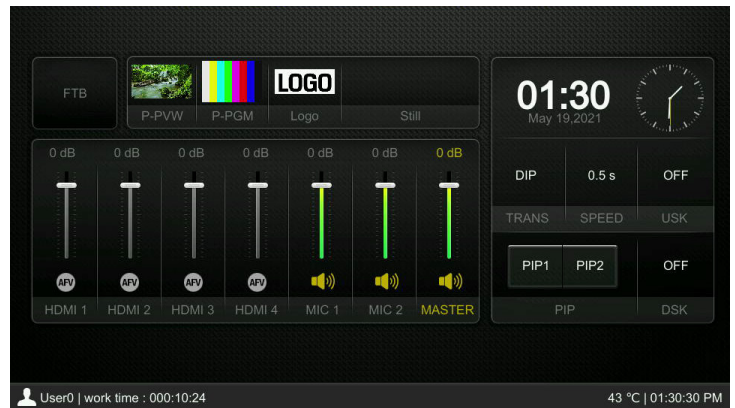 FTB
LOGO
P-PVW P-PGM Logo Still
0 dB 0 dB 0 dB 0 dB 0 dB 0 dB 0 dB
AFV AFV AFV AFV
HDMI 1 HDMI 2 HDMI 3 HDMI 4 MIC 1 MIC 2 MASTER
01:30
May 19,2021
DIP 0.5 s OFF
TRANS SPEED USK
PIP1 PIP2 OFF
PIP DSK
User0 | work time : 000:10:24
43 °C | 01:30:30 PM